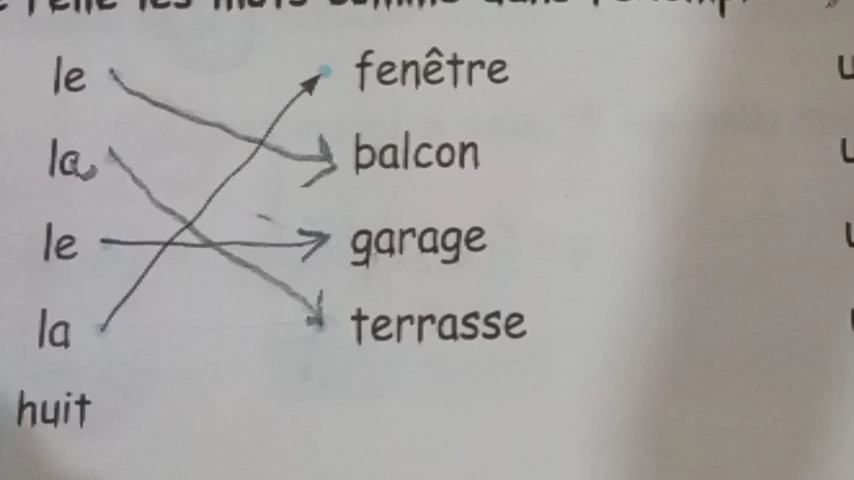 le fenêtre
la balcon
le garage
la terrasse
huit